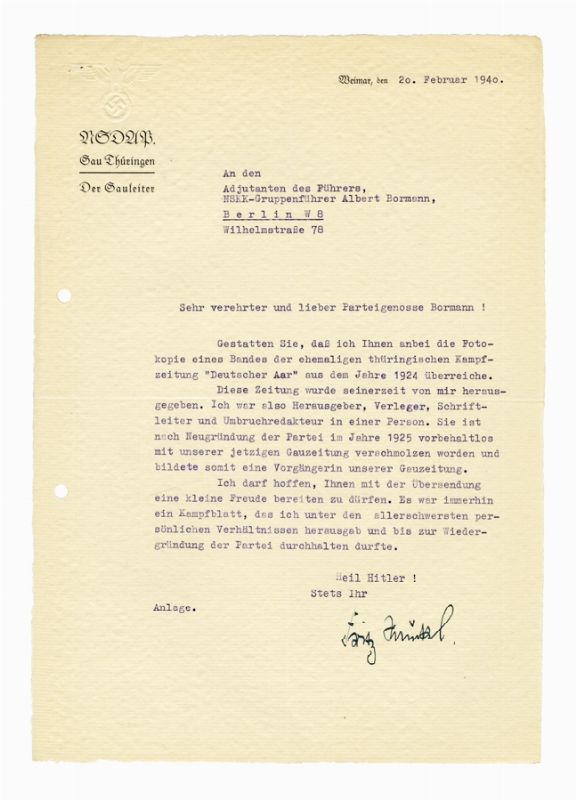 Weimar, den 20. Februar 1940.
NSDAP.
Gau Thüringen
Der Gauleiter
An den
Adjutanten des Führers,
NSKK-Gruppenführer Albert Bormann,
Berlin W 8
Wilhelmstraße 78
Sehr verehrter und lieber Parteigenosse Bormann !
Gestatten Sie, daß ich Ihnen anbei die Foto-
kopie eines Bandes der ehemaligen thüringischen Kampf-
zeitung "Deutscher Aar" aus dem Jahre 1924 überreiche.
Diese Zeitung wurde seinerzeit von mir heraus-
gegeben. Ich war also Herausgeber, Verleger, Schrift-
leiter und Umbruchredakteur in einer Person. Sie ist
nach Neugründung der Partei im Jahre 1925 vorbehaltlos
mit unserer jetzigen Gauzeitung verschmolzen worden und
bildete somit eine Vorgängerin unserer Gauzeitung.
Ich darf hoffen, Ihnen mit der Übersendung
eine kleine Freude bereiten zu dürfen. Es war immerhin
ein Kampfblatt, das ich unter den allerschwersten per-
sönlichen Verhältnissen herausgab und bis zur Wieder-
gründung der Partei durchhalten durfte.
Heil Hitler !
Stets Ihr
Anlage.
Fritz